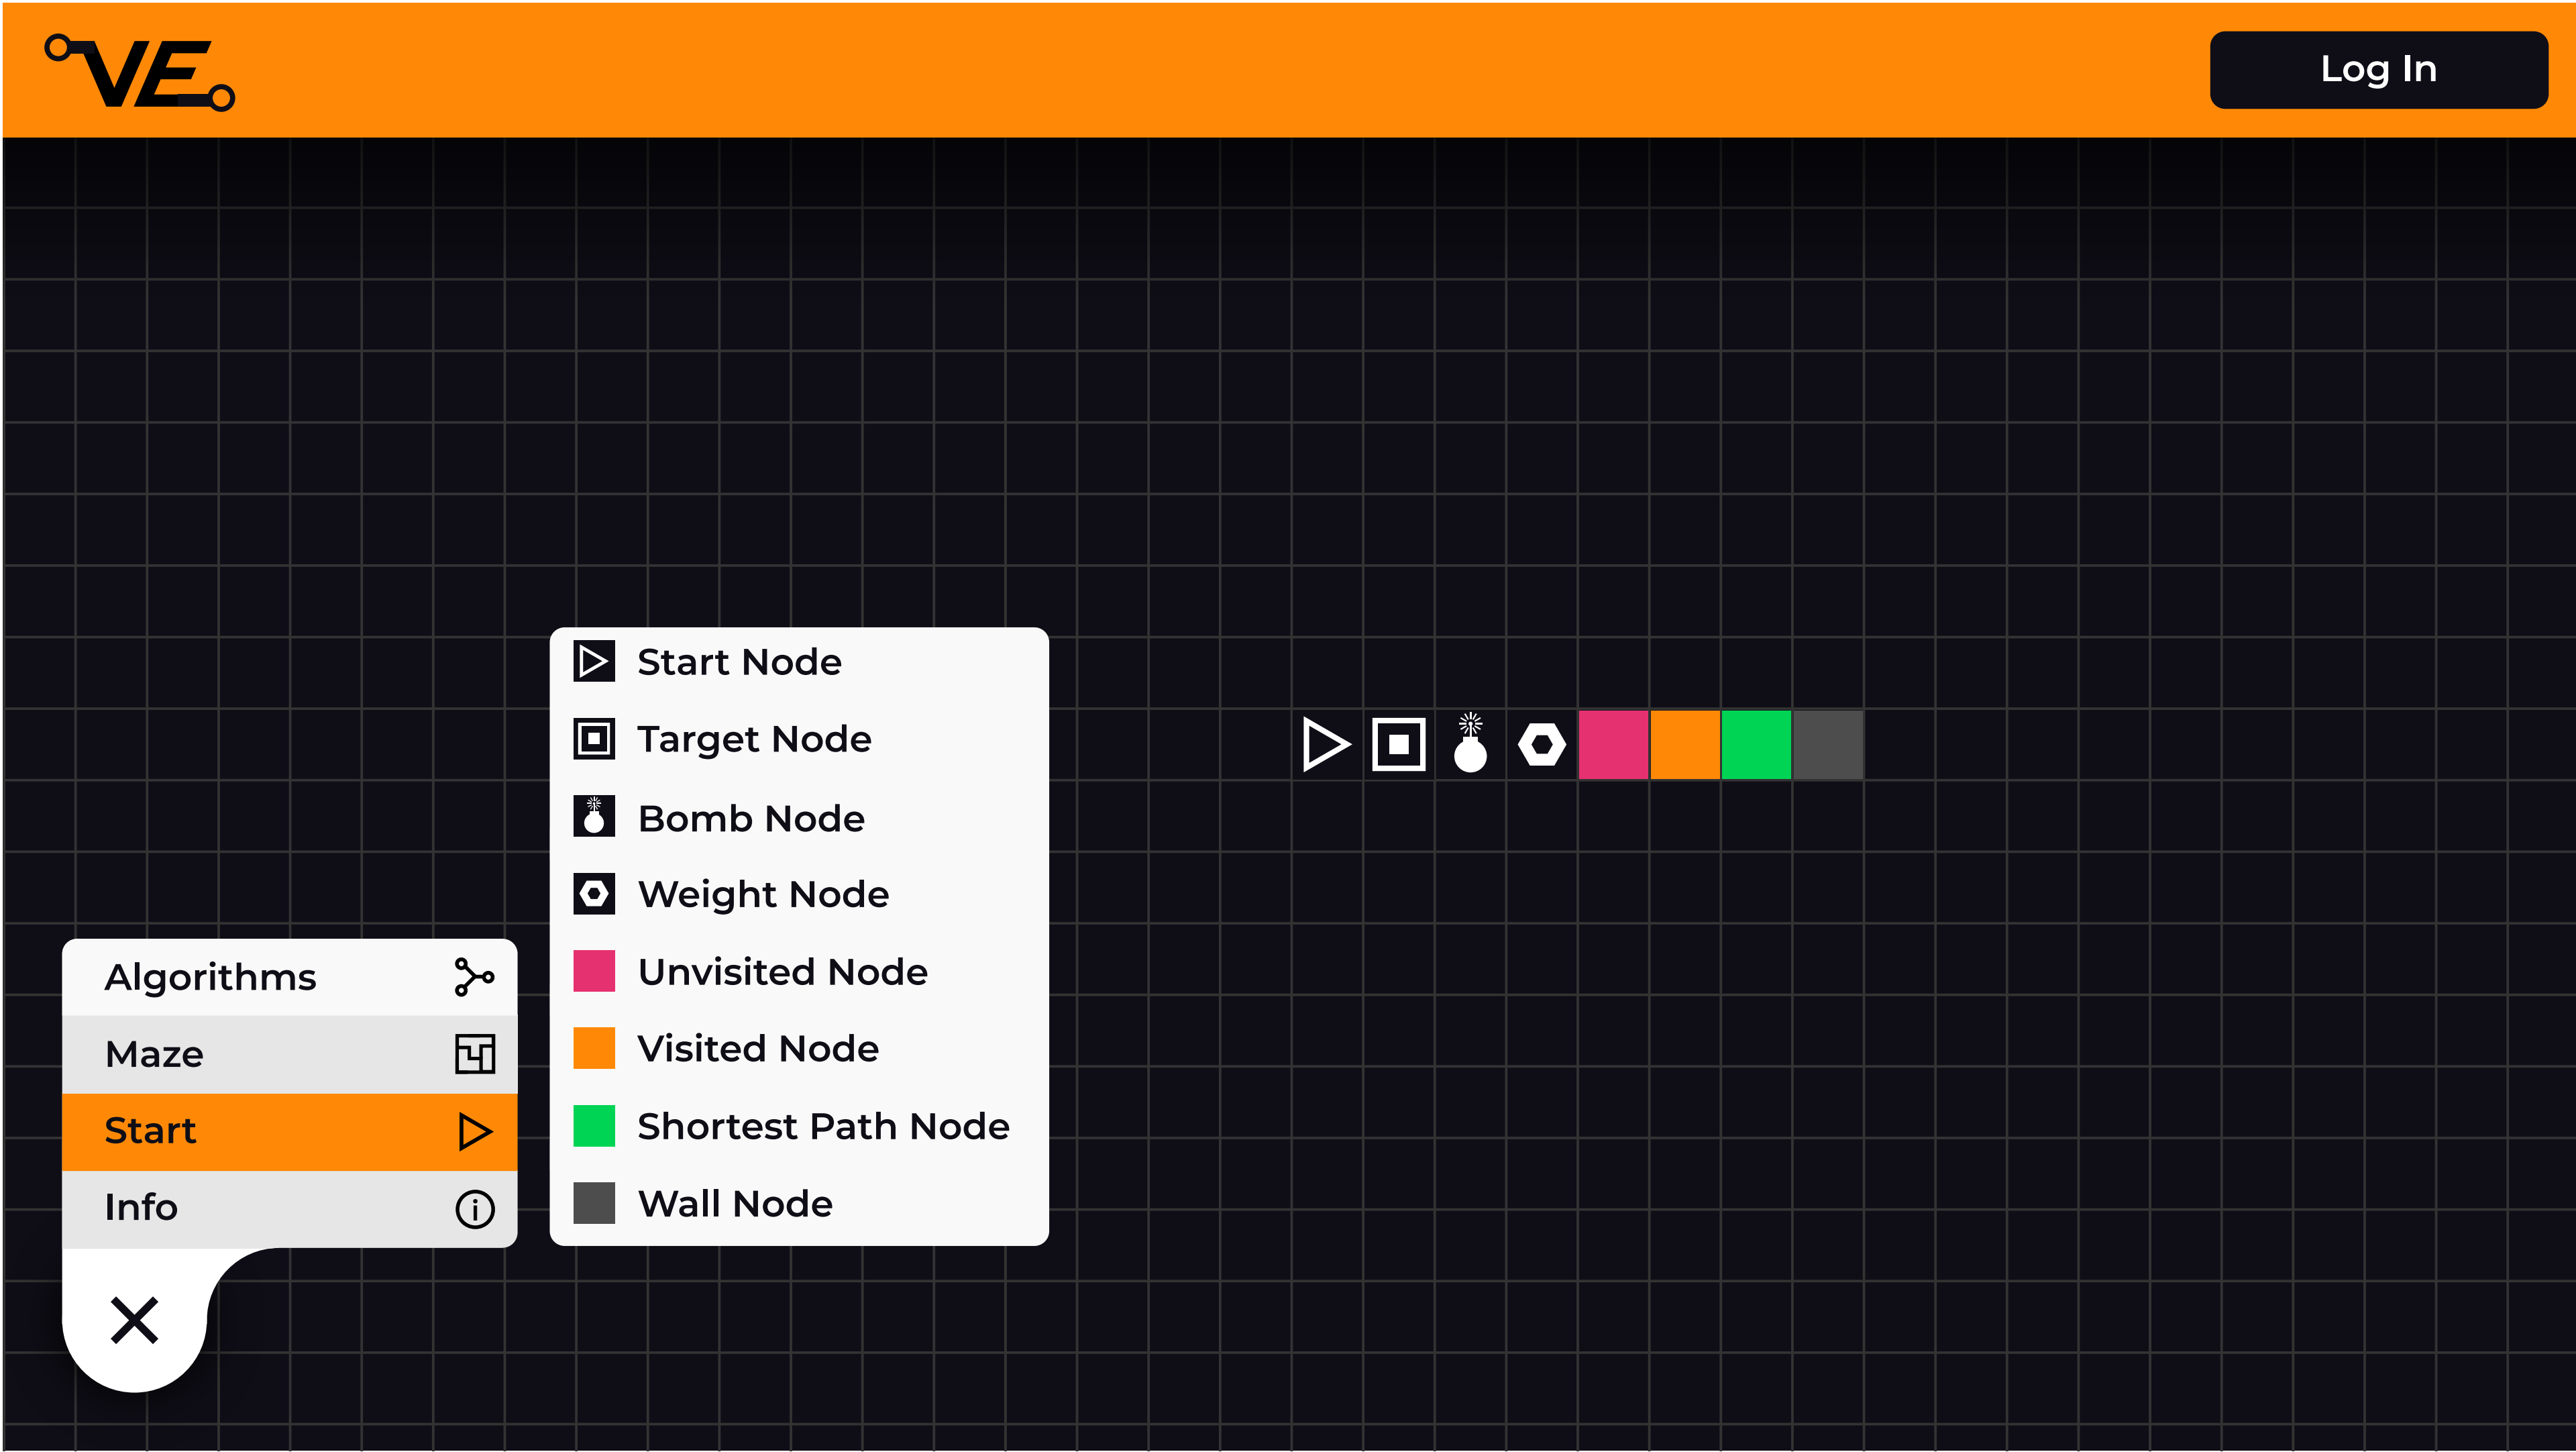 VE
Log In
Start Node
Target Node
Bomb Node
Weight Node
Unvisited Node
Visited Node
Shortest Path Node
Wall Node
Algorithms
Maze
Start
Info